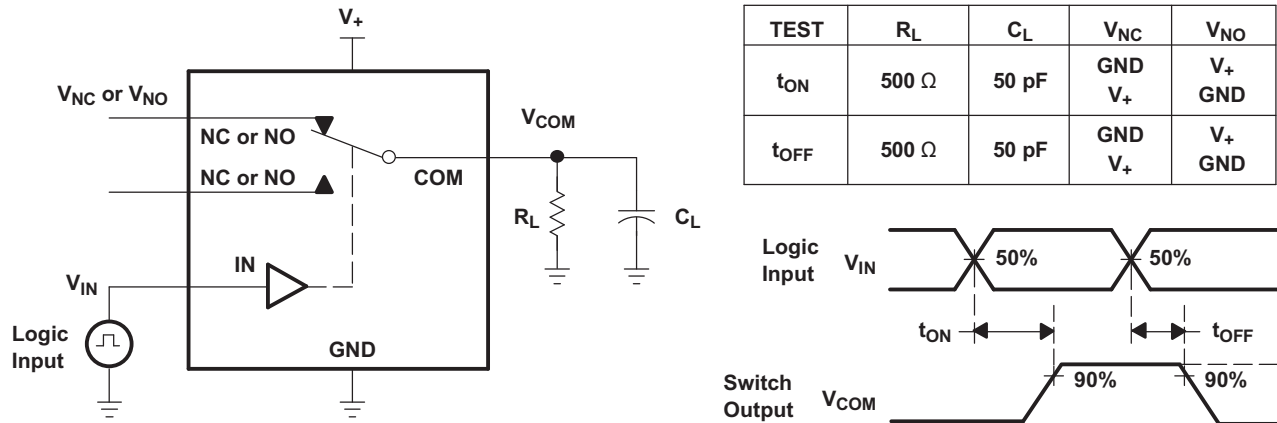 V+
VNC or VNO
NC or NO
VCOM
NC or NO
COM
RL
CL
IN
VIN
Logic
Input
GND
TEST RL CL VNC VNO
tON 500 Ω 50 pF GND V+
V+ GND
tOFF 500 Ω 50 pF GND V+
V+ GND
Logic
Input
VIN
50%
50%
tON
tOFF
Switch
Output
VCOM
90%
90%